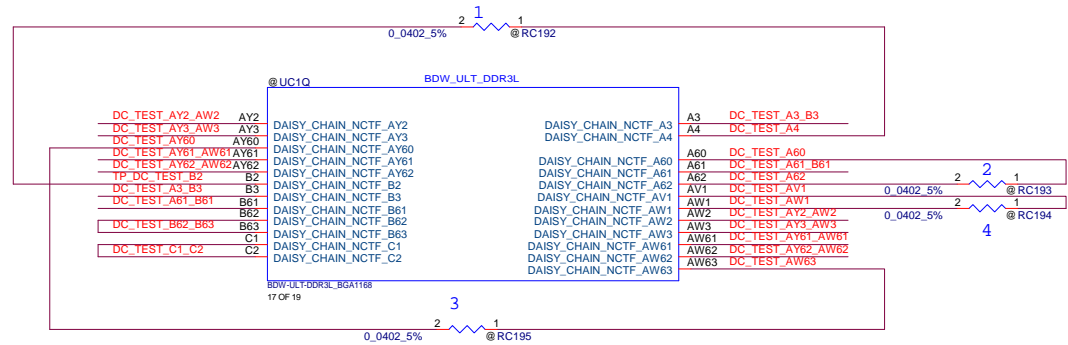 1
2 1
0_0402_5% @RC192
@UC1Q BDW_ULT_DDR3L
DC_TEST_AY2_AW2 AY2 DAISY_CHAIN_NCTF_AY2
DC_TEST_AY3_AW3 AY3 DAISY_CHAIN_NCTF_AY3
DC_TEST_AY60 AY60 DAISY_CHAIN_NCTF_AY60
DC_TEST_AY61_AW61 AY61 DAISY_CHAIN_NCTF_AY61
DC_TEST_AY62_AW62 AY62 DAISY_CHAIN_NCTF_AY62
TP_DC_TEST_B2 B2 DAISY_CHAIN_NCTF_B2
DC_TEST_A3_B3 B3 DAISY_CHAIN_NCTF_B3
DC_TEST_A61_B61 B61 DAISY_CHAIN_NCTF_B61
B62 DAISY_CHAIN_NCTF_B62
DC_TEST_B62_B63 B63 DAISY_CHAIN_NCTF_B63
C1 DAISY_CHAIN_NCTF_C1
DC_TEST_C1_C2 C2 DAISY_CHAIN_NCTF_C2
DAISY_CHAIN_NCTF_A3 A3 DC_TEST_A3_B3
DAISY_CHAIN_NCTF_A4 A4 DC_TEST_A4
DAISY_CHAIN_NCTF_A60 A60 DC_TEST_A60
DAISY_CHAIN_NCTF_A61 A61 DC_TEST_A61_B61
DAISY_CHAIN_NCTF_A62 A62 DC_TEST_A62
DAISY_CHAIN_NCTF_AV1 AV1 DC_TEST_AV1
DAISY_CHAIN_NCTF_AW1 AW1 DC_TEST_AW1
DAISY_CHAIN_NCTF_AW2 AW2 DC_TEST_AY2_AW2
DAISY_CHAIN_NCTF_AW3 AW3 DC_TEST_AY3_AW3
DAISY_CHAIN_NCTF_AW61 AW61 DC_TEST_AY61_AW61
DAISY_CHAIN_NCTF_AW62 AW62 DC_TEST_AY62_AW62
DAISY_CHAIN_NCTF_AW63 AW63 DC_TEST_AW63
2
2 1
0_0402_5% @RC193
2 1
0_0402_5% @RC194
4
BDW-ULT-DDR3L_BGA1168
17 OF 19
3
2 1
0_0402_5% @RC195